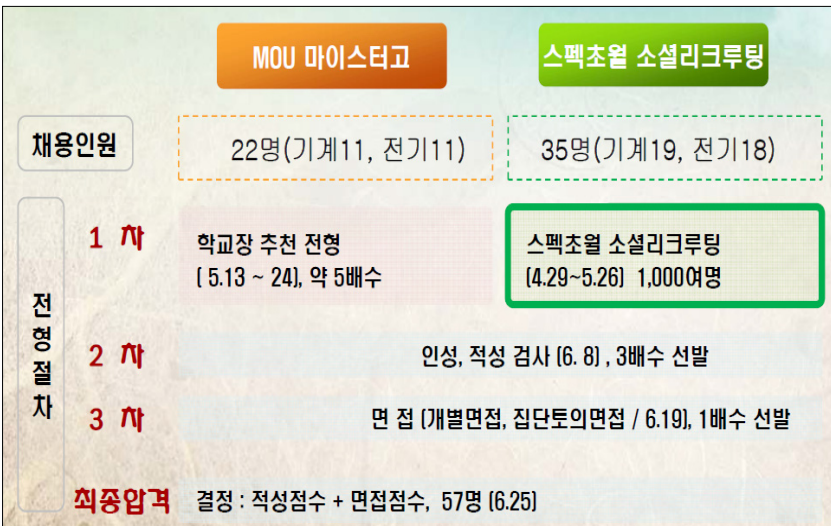 MOU 마이스터고
스펙초월 소셜리크루팅
채용인원
22명(기계11, 전기11)
35명(기계19, 전기18)
전형절차
1 차
학교장 추천 전형
( 5.13 ~ 24), 약 5배수
스펙초월 소셜리크루팅
(4.29~5.26) 1,000여명
2 차
인성, 적성 검사 (6. 8) , 3배수 선발
3 차
면 접 (개별면접, 집단토의면접 / 6.19), 1배수 선발
최종합격
결정 : 적성점수 + 면접점수, 57명 (6.25)